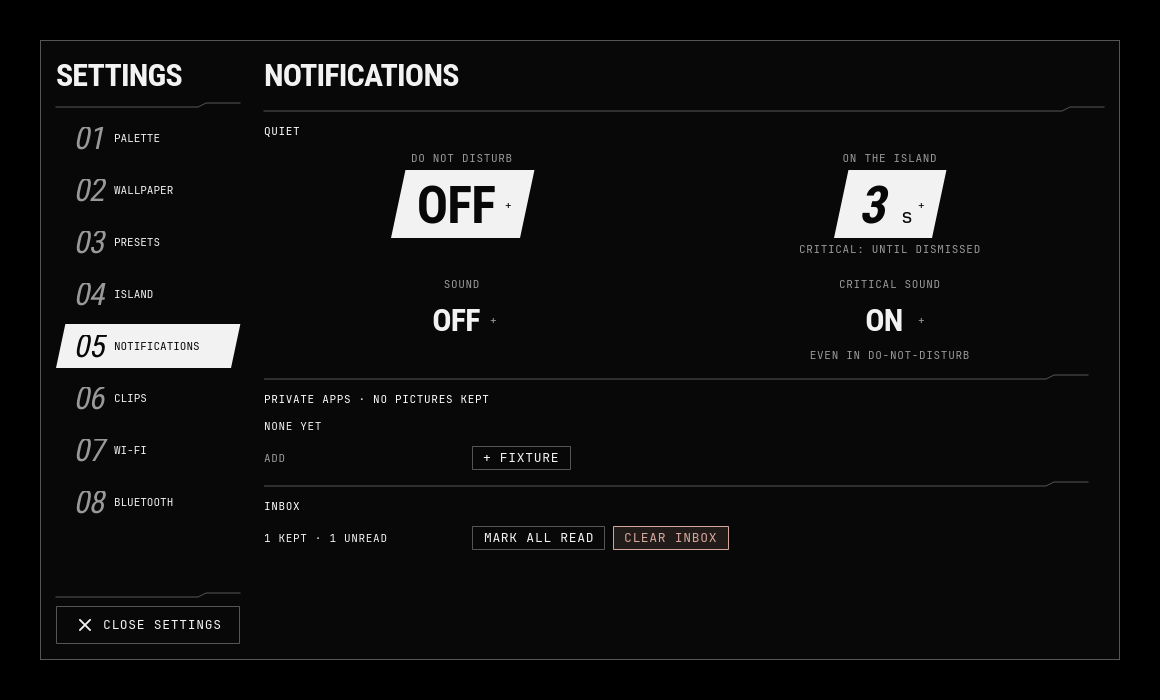 SETTINGS
01 PALETTE
02 WALLPAPER
03 PRESETS
04 ISLAND
05 NOTIFICATIONS
06 CLIPS
07 WI-FI
08 BLUETOOTH
CLOSE SETTINGS
NOTIFICATIONS
QUIET
DO NOT DISTURB
OFF +
ON THE ISLAND
3 s +
CRITICAL: UNTIL DISMISSED
SOUND
OFF +
CRITICAL SOUND
ON +
EVEN IN DO-NOT-DISTURB
PRIVATE APPS · NO PICTURES KEPT
NONE YET
ADD + FIXTURE
INBOX
1 KEPT · 1 UNREAD MARK ALL READ CLEAR INBOX